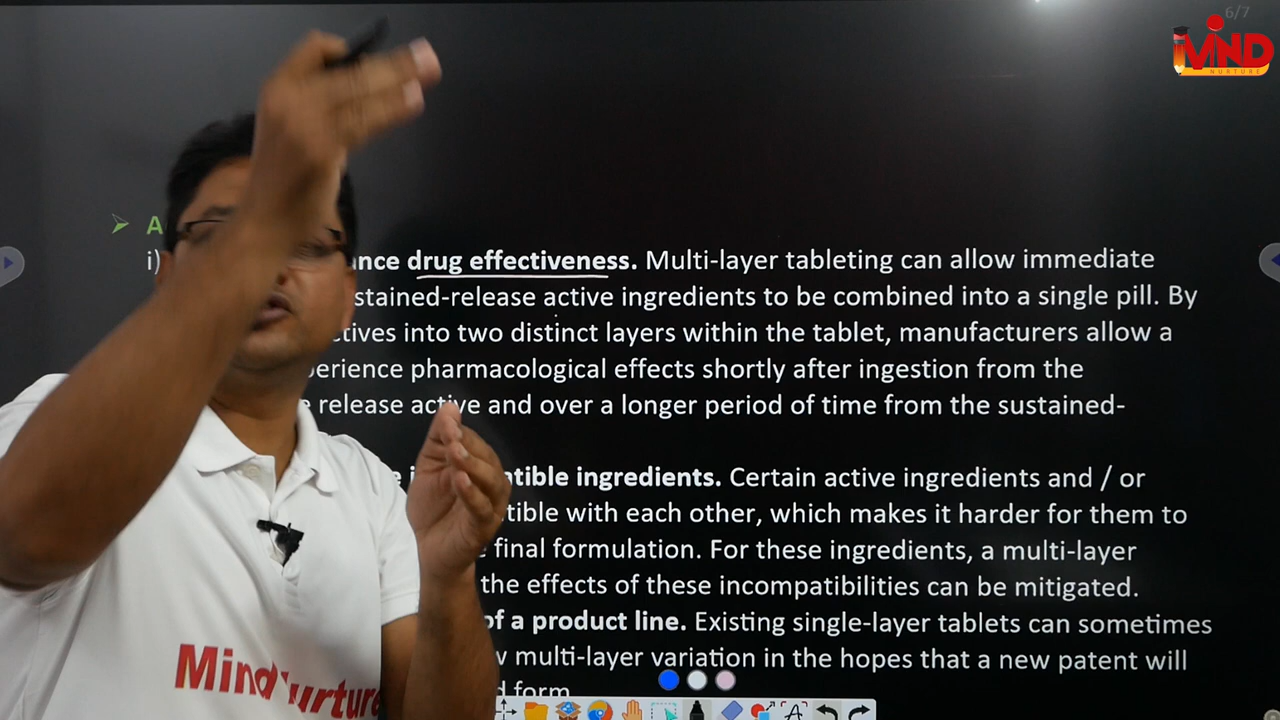 6/7
MIND
NURTURE
A
i) ance drug effectiveness. Multi-layer tableting can allow immediate
stained-release active ingredients to be combined into a single pill. By
ctives into two distinct layers within the tablet, manufacturers allow a
perience pharmacological effects shortly after ingestion from the
e release active and over a longer period of time from the sustained-
e i atible ingredients. Certain active ingredients and / or
tible with each other, which makes it harder for them to
e final formulation. For these ingredients, a multi-layer
the effects of these incompatibilities can be mitigated.
of a product line. Existing single-layer tablets can sometimes
w multi-layer variation in the hopes that a new patent will
d form
Mind Nurture